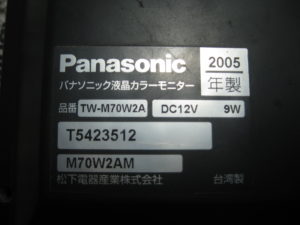 Panasonic 2005
パナソニック液晶カラーモニター 年製
品番 TW-M70W2A DC12V 9W
T5423512
M70W2AM
松下電器産業株式会社 台湾製